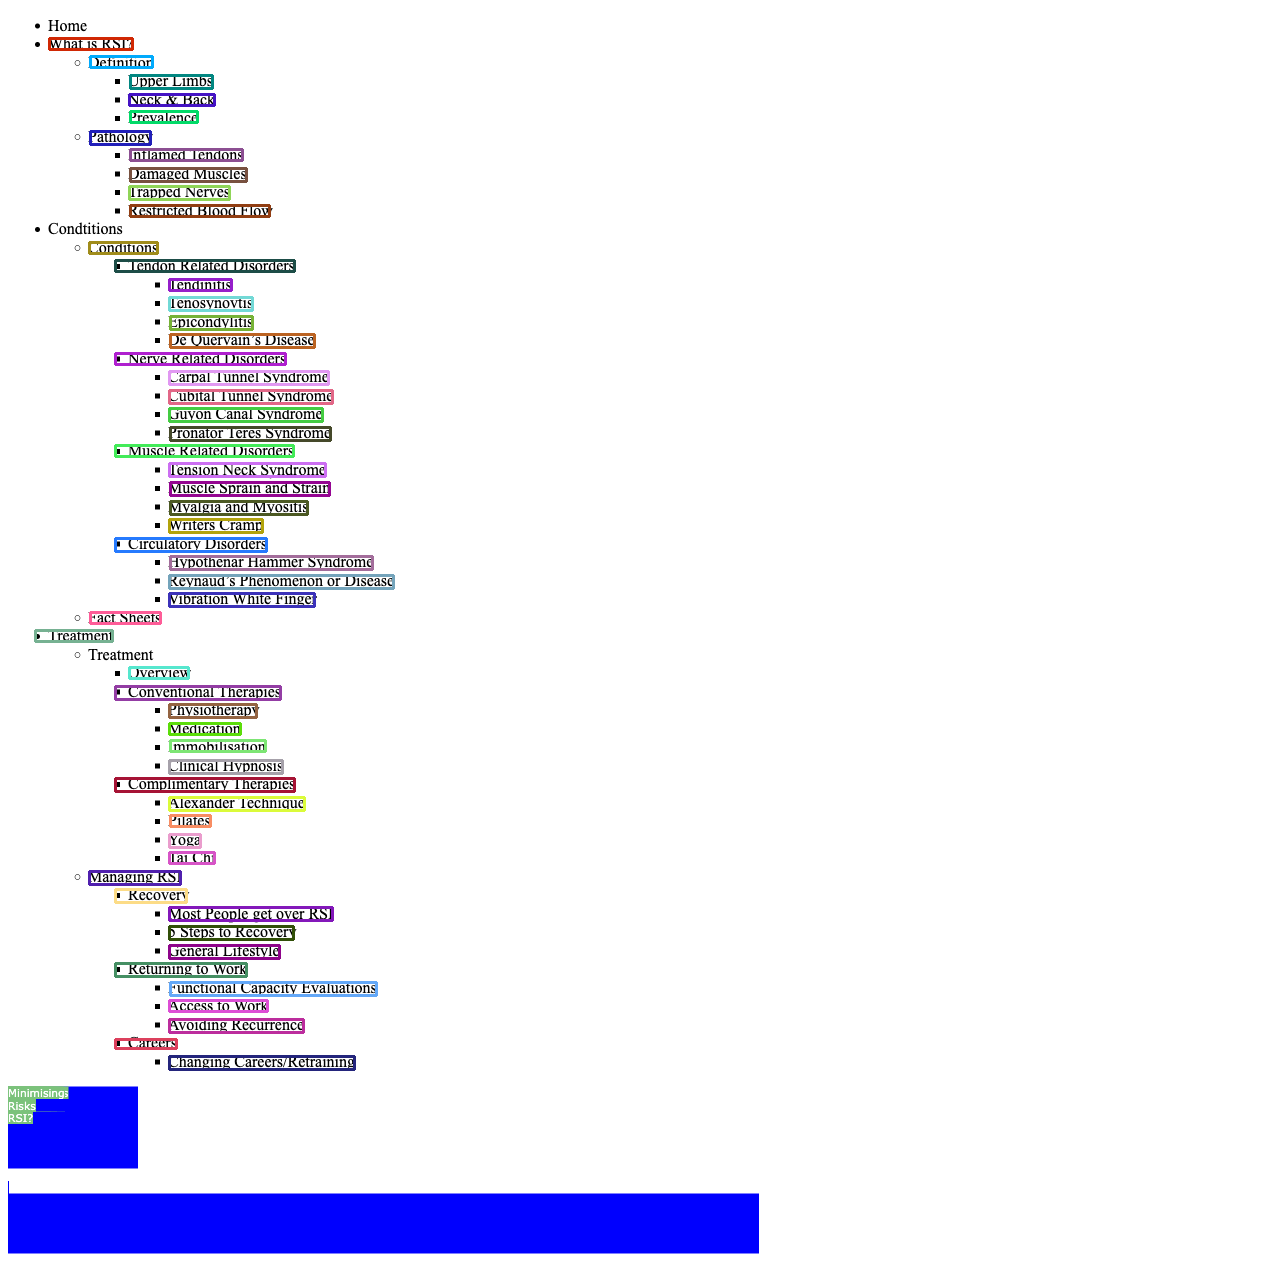 Home
What is RSI?
Definition
Upper Limbs
Neck & Back
Prevalence
Pathology
Inflamed Tendons
Damaged Muscles
Trapped Nerves
Restricted Blood Flow
Condtitions
Conditions
Tendon Related Disorders
Tendinitis
Tenosynovtis
Epicondylitis
De Quervain's Disease
Nerve Related Disorders
Carpal Tunnel Syndrome
Cubital Tunnel Syndrome
Guyon Canal Syndrome
Pronator Teres Syndrome
Muscle Related Disorders
Tension Neck Syndrome
Muscle Sprain and Strain
Myalgia and Myositis
Writers Cramp
Circulatory Disorders
Hypothenar Hammer Syndrome
Reynaud's Phenomenon or Disease
Vibration White Finger
Fact Sheets
Treatment
Treatment
Overview
Conventional Therapies
Physiotherapy
Medication
Immobilisation
Clinical Hypnosis
Complimentary Therapies
Alexander Technique
Pilates
Yoga
Tai Chi
Managing RSI
Recovery
Most People get over RSI
Steps to Recovery
General Lifestyle
Returning to Work
Functional Capacity Evaluations
Access to Work
Avoiding Recurrence
Careers
Changing Careers/Retraining
Minimisings
Risks
RSI?